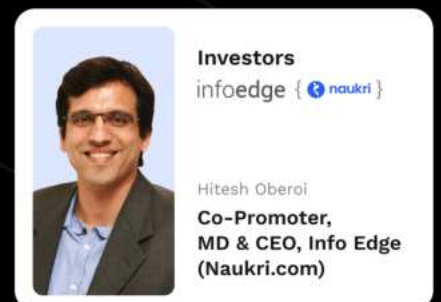 Investors
infoedge { naukri }
Hitesh Oberoi
Co-Promoter,
MD & CEO, Info Edge
(Naukri.com)